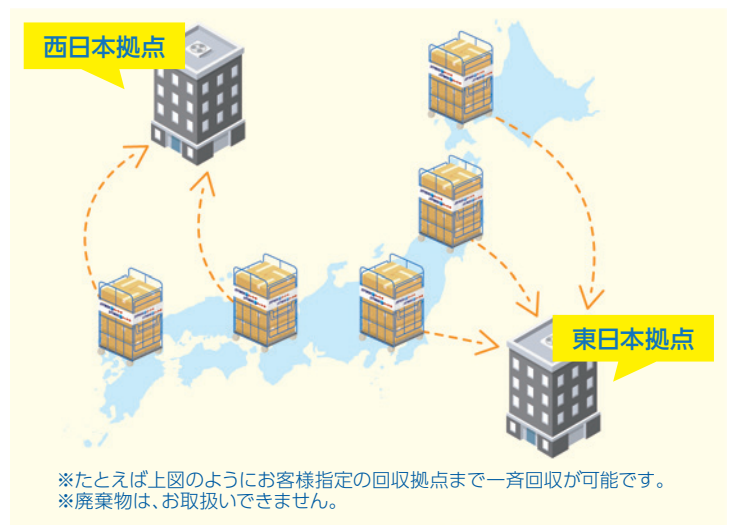 西日本拠点
東日本拠点
※たとえば上図のようにお客様指定の回収拠点まで一斉回収が可能です。
※廃棄物は、お取扱いできません。